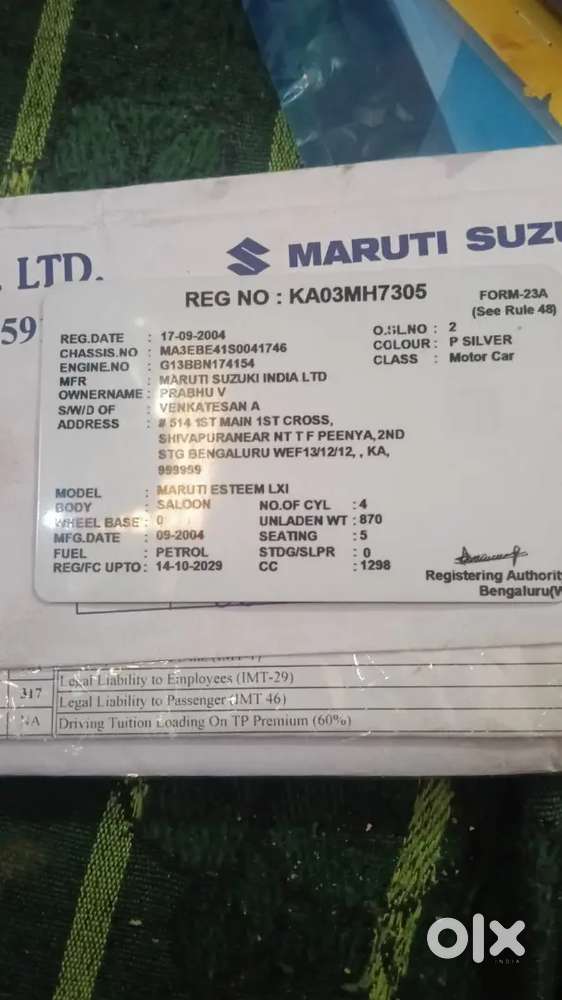 . LTD.
MARUTI SUZU
59
REG NO : KA03MH7305
FORM-23A
(See Rule 48)
REG.DATE : 17-09-2004
O.SL.NO : 2
CHASSIS.NO : MA3EBE41S0041746
COLOUR : P SILVER
ENGINE.NO : G13BBN174154
CLASS : Motor Car
MFR : MARUTI SUZUKI INDIA LTD
OWNERNAME : PRABHU V
S/W/D OF : VENKATESAN A
ADDRESS : # 514 1ST MAIN 1ST CROSS,
SHIVAPURANEAR NT T F PEENYA,2ND
STG BENGALURU WEF13/12/12, , KA,
999999
MODEL : MARUTI ESTEEM LXI
BODY : SALOON
NO.OF CYL : 4
WHEEL BASE : 0
UNLADEN WT : 870
MFG.DATE : 09-2004
SEATING : 5
FUEL : PETROL
STDG/SLPR : 0
REG/FC UPTO : 14-10-2029
CC : 1298
Registering Authorit
Bengaluru(W
Legal Liability to Employees (IMT-29)
317 Legal Liability to Passenger (IMT 46)
NA Driving Tuition Loading On TP Premium (60%)
olx
INDIA